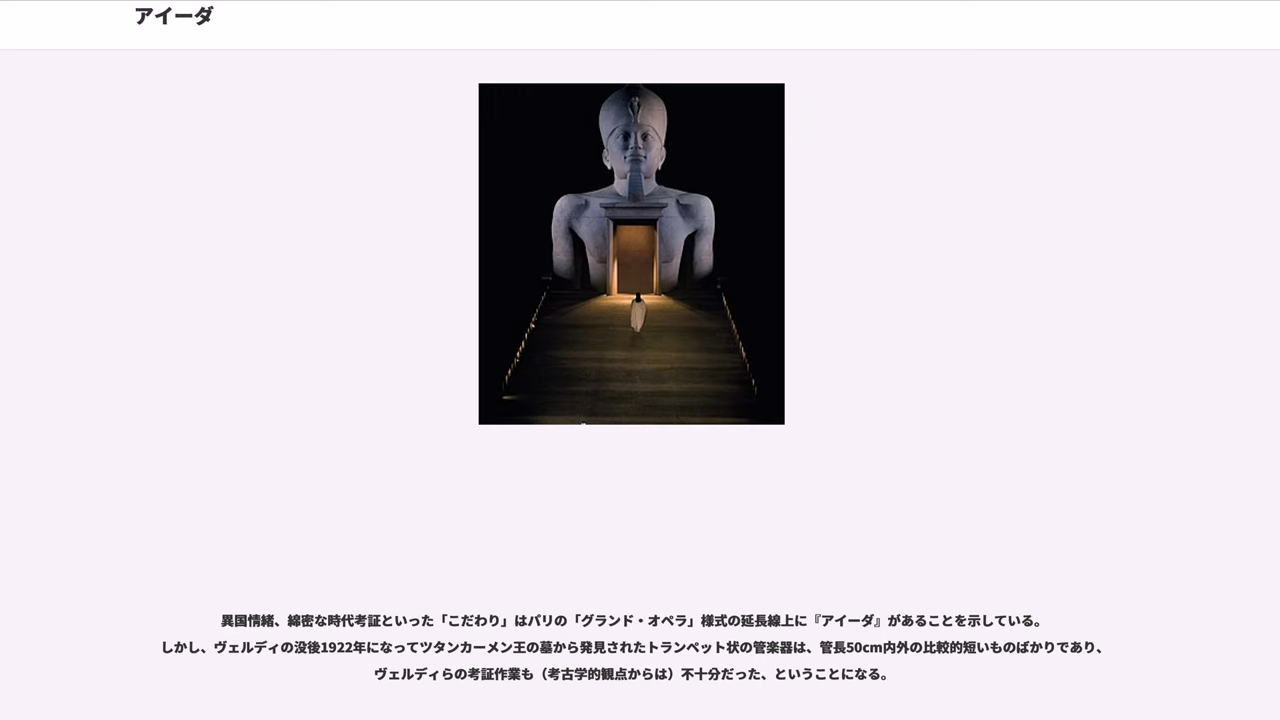 アイーダ
異国情緒、綿密な時代考証といった「こだわり」はパリの「グランド・オペラ」様式の延長線上に『アイーダ』があることを示している。
しかし、ヴェルディの没後1922年になってツタンカーメン王の墓から発見されたトランペット状の管楽器は、管長50cm内外の比較的短いものばかりであり、
ヴェルディらの考証作業も（考古学的観点からは）不十分だった、ということになる。